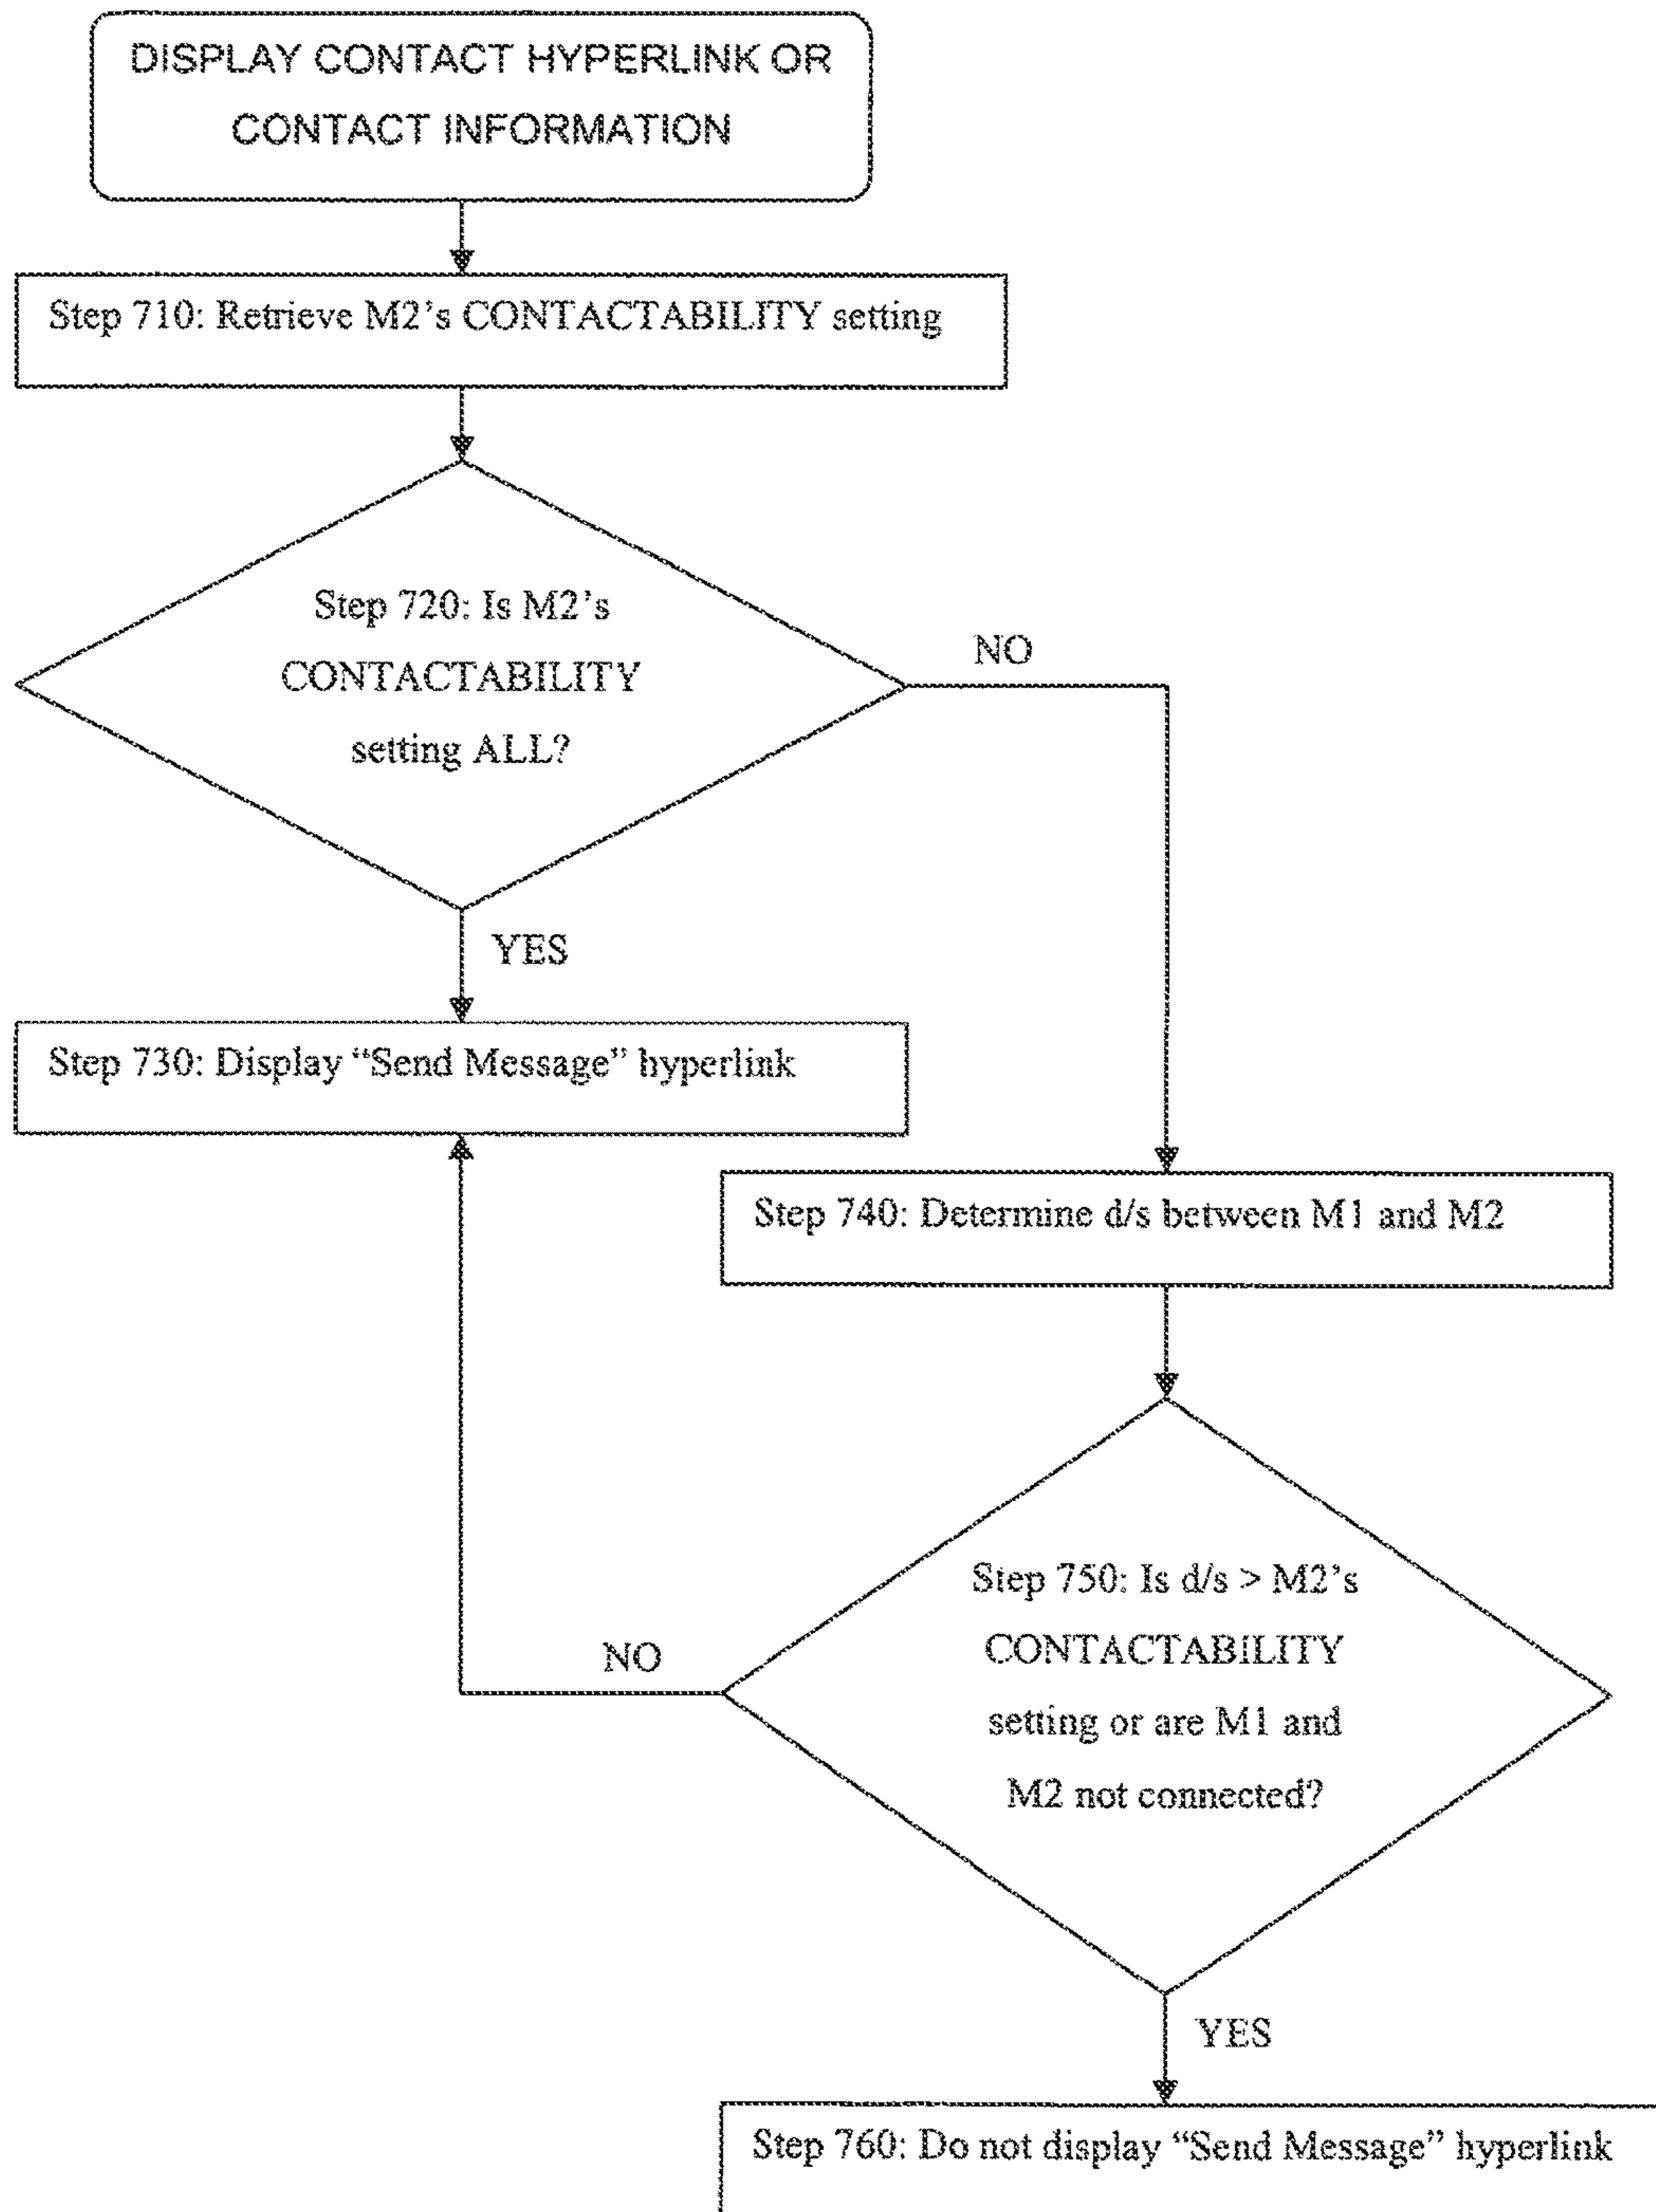 DISPLAY CONTACT HYPERLINK OR
CONTACT INFORMATION
Step 710: Retrieve M2's CONTACTABILITY setting
Step 720: Is M2's
CONTACTABILITY
setting ALL?
NO
YES
Step 730: Display “Send Message” hyperlink
Step 740: Determine d/s between M1 and M2
Step 750: Is d/s > M2's
CONTACTABILITY
setting or are M1 and
M2 not connected?
NO
YES
Step 760: Do not display “Send Message” hyperlink